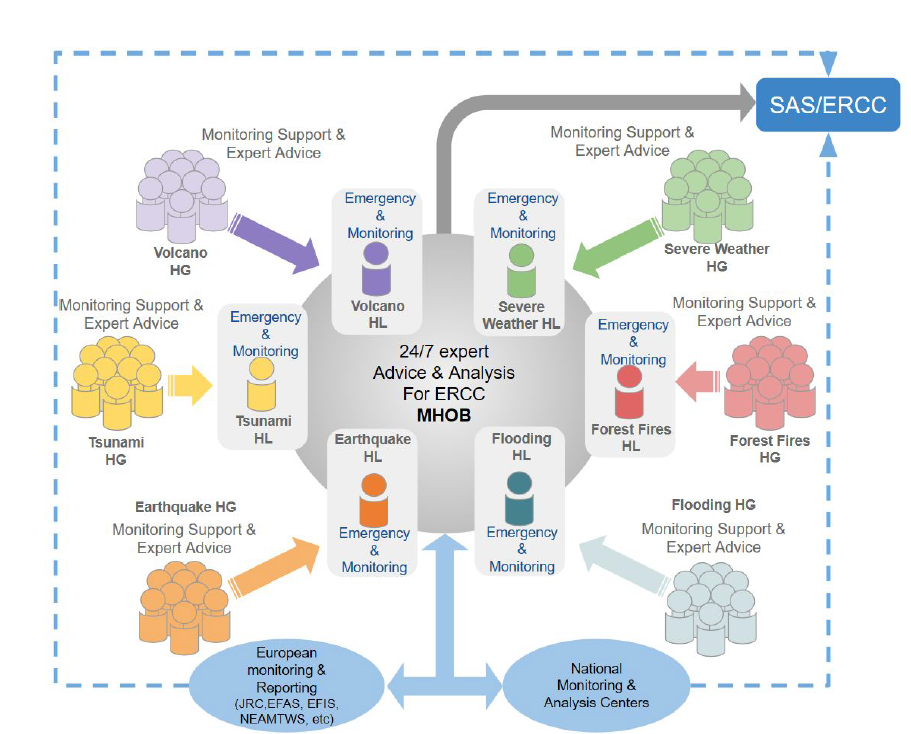 SAS/ERCC
Monitoring Support &
Expert Advice
Volcano
HG
Monitoring Support &
Expert Advice
Severe Weather
HG
Emergency
&
Monitoring
Volcano
HL
Emergency
&
Monitoring
Severe
Weather HL
Monitoring Support &
Expert Advice
Tsunami
HG
Emergency
&
Monitoring
Tsunami
HL
24/7 expert
Advice & Analysis
For ERCC
MHOB
Emergency
&
Monitoring
Forest Fires
HL
Monitoring Support &
Expert Advice
Forest Fires
HG
Earthquake
HL
Emergency
&
Monitoring
Flooding
HL
Emergency
&
Monitoring
Earthquake HG
Monitoring Support &
Expert Advice
Flooding HG
Monitoring Support &
Expert Advice
European
monitoring &
Reporting
(JRC,EFAS, EFIS,
NEAMTWS, etc)
National
Monitoring &
Analysis Centers